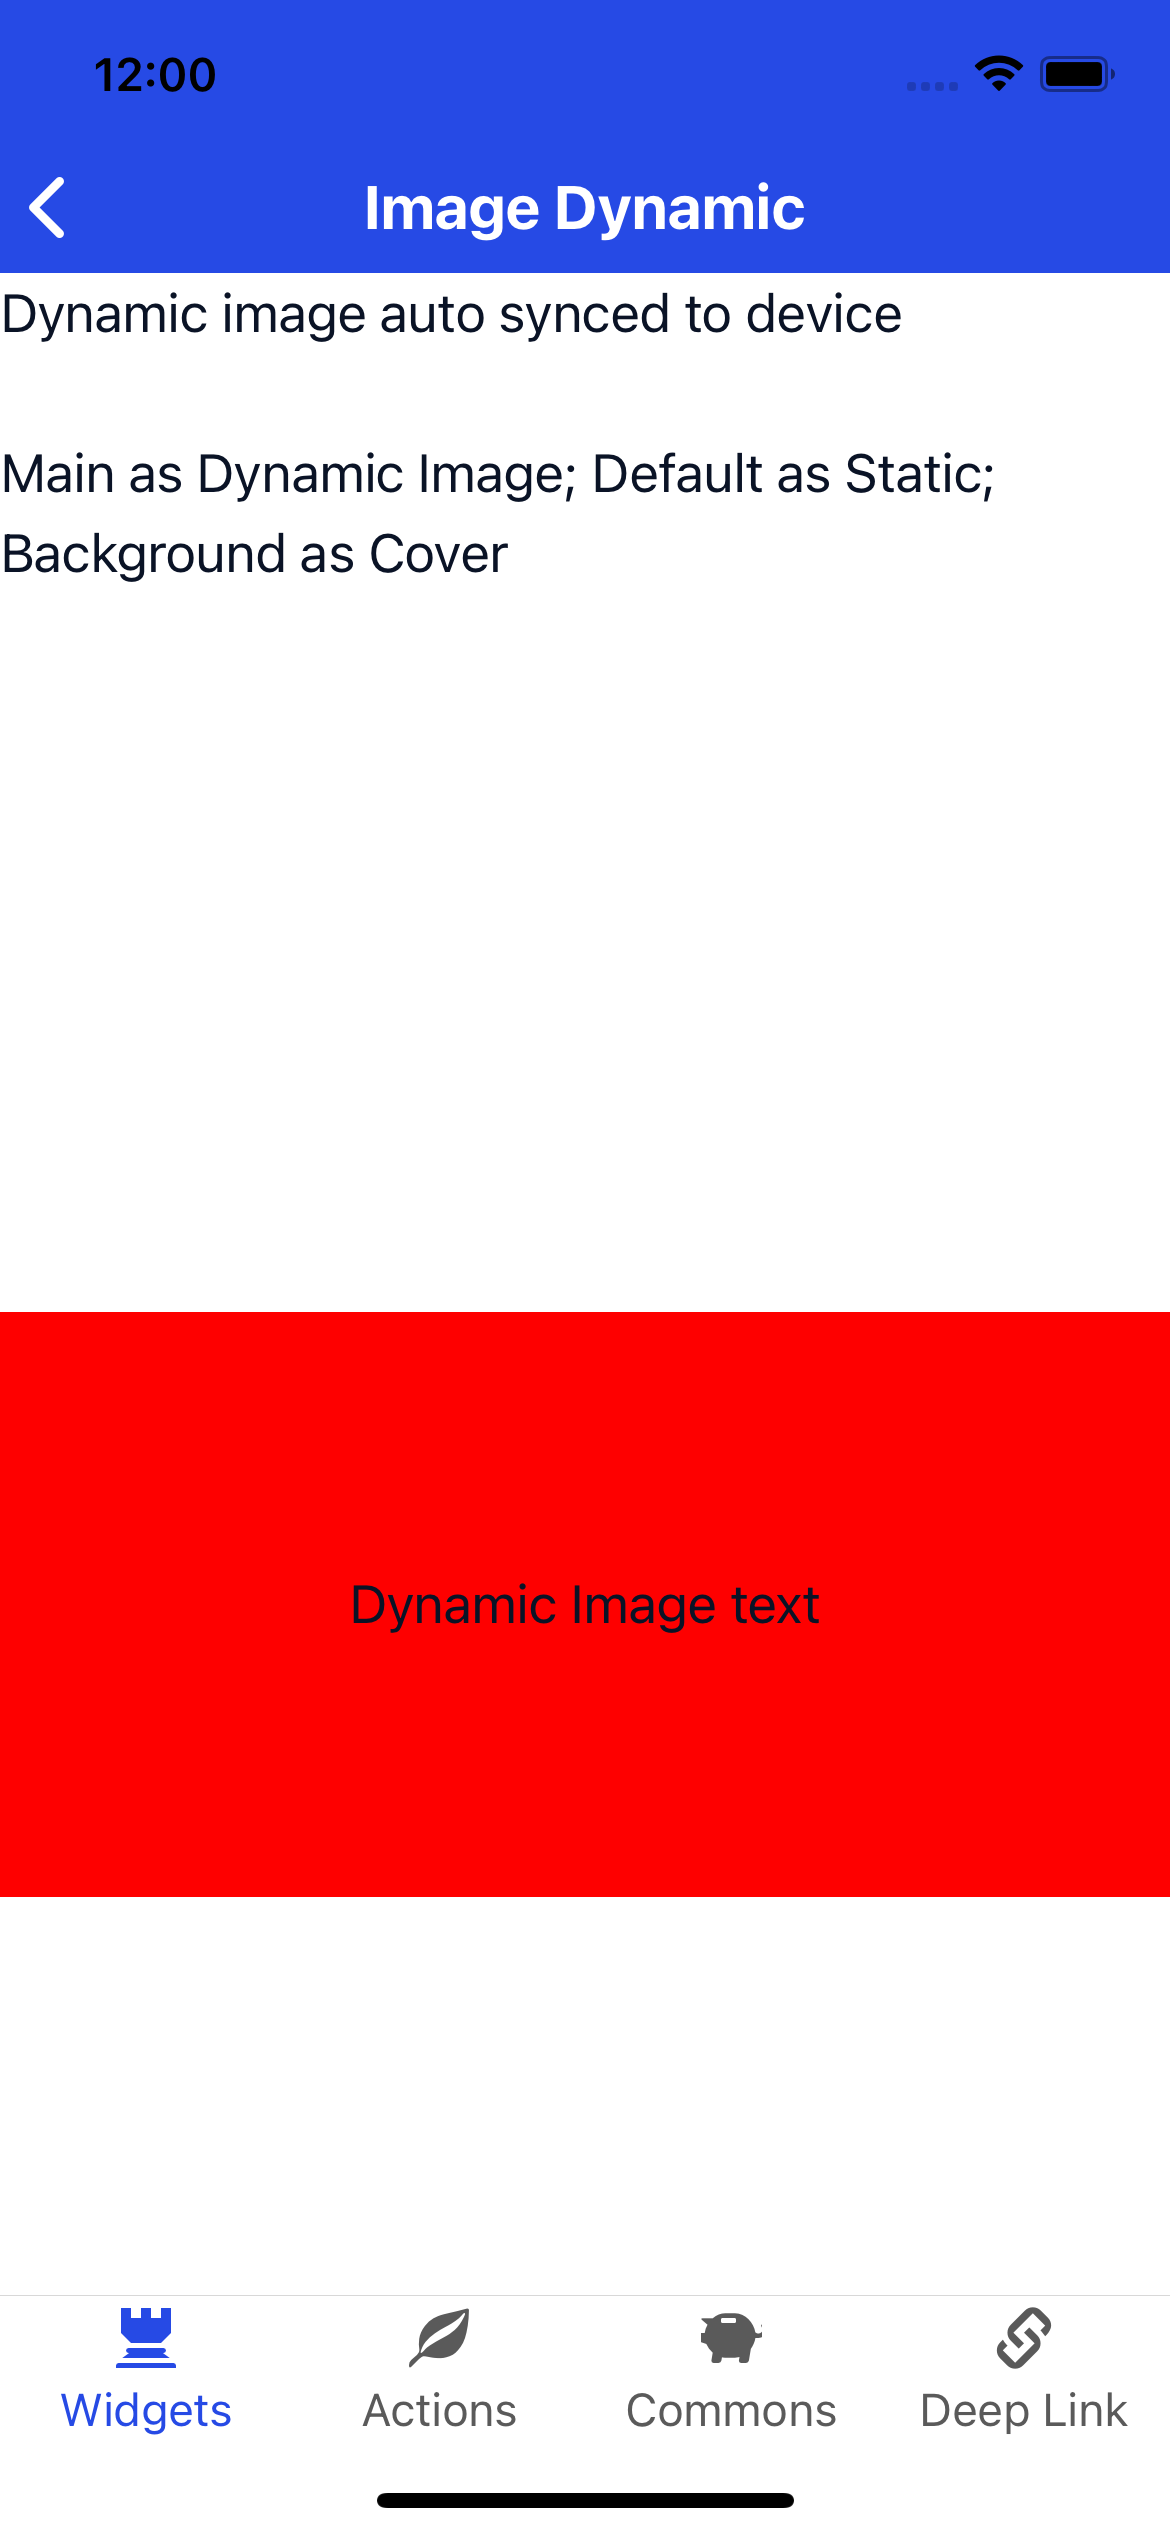 12:00
Image Dynamic
Dynamic image auto synced to device
Main as Dynamic Image; Default as Static;
Background as Cover
Dynamic Image text
Widgets
Actions
Commons
Deep Link